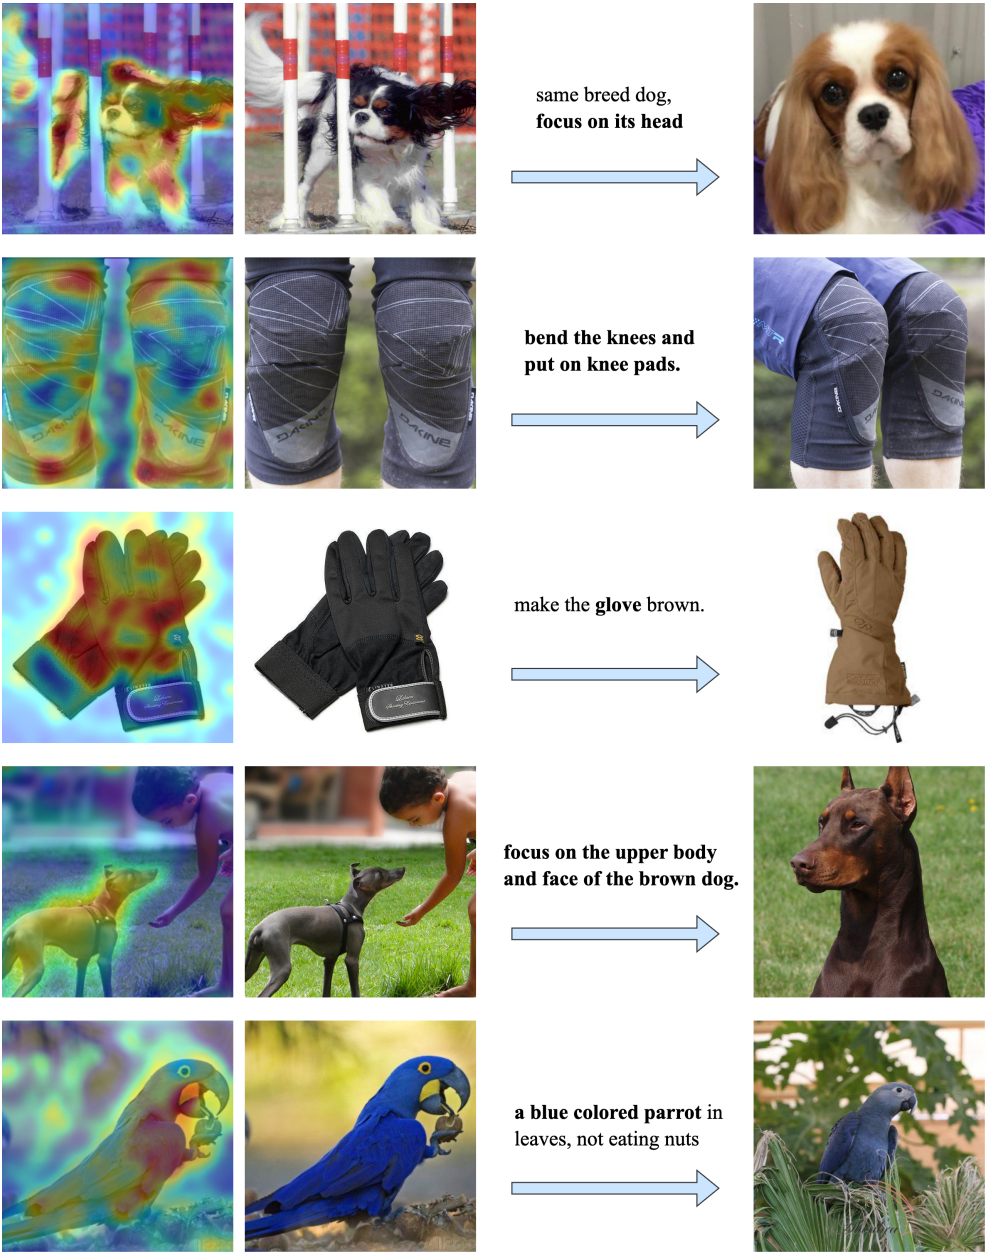 same breed dog,
focus on its head
DAKINE
DAKINE
DAKINE
bend the knees and
put on knee pads.
make the glove brown.
focus on the upper body
and face of the brown dog.
a blue colored parrot in
leaves, not eating nuts